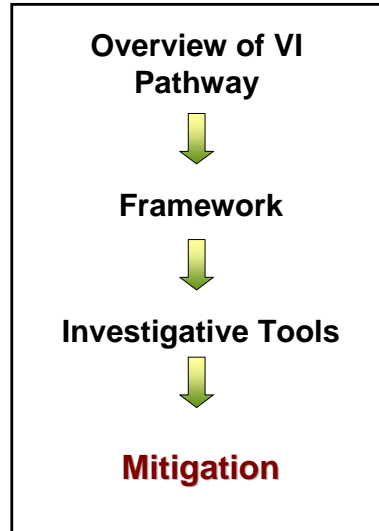 Overview of VI
Pathway
Framework
Investigative Tools
Mitigation